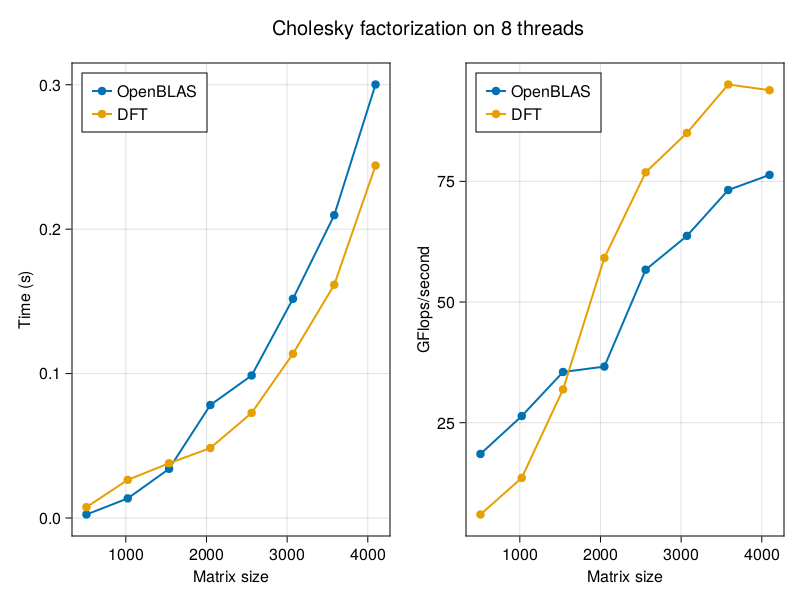 Cholesky factorization on 8 threads
OpenBLAS
DFT
Time (s)
0.3
0.2
0.1
0.0
1000 2000 3000 4000
Matrix size
OpenBLAS
DFT
GFlops/second
75
50
25
1000 2000 3000 4000
Matrix size